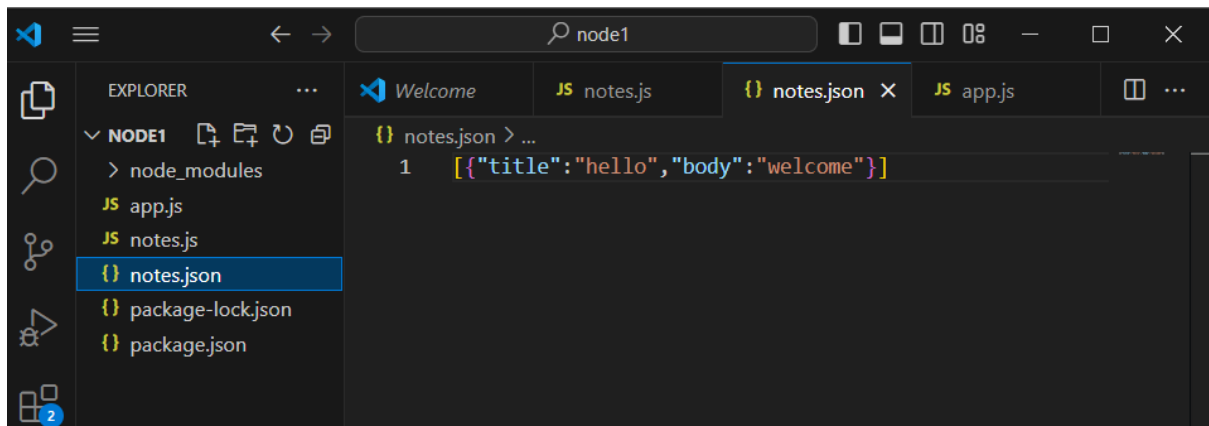 node1
EXPLORER
Welcome
JS notes.js
{} notes.json
JS app.js
NODE1
{} notes.json > ...
node_modules
1 [{"title":"hello","body":"welcome"}]
JS app.js
JS notes.js
{} notes.json
{} package-lock.json
{} package.json
2